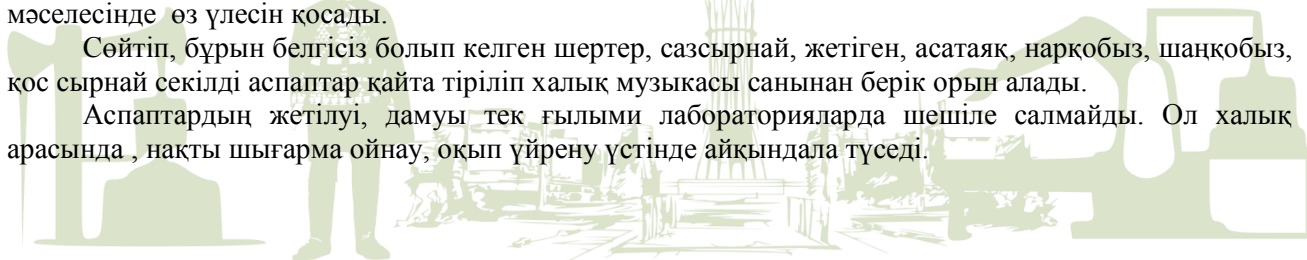 мәселесінде өз үлесін қосады.
Сөйтіп, бұрын белгісіз болып келген шертер, сазсырнай, жетіген, асатаяқ, нарқобыз, шаңқобыз,
қос сырнай секілді аспаптар қайта тіріліп халық музыкасы санынан берік орын алады.
Аспаптардың жетілуі, дамуы тек ғылыми лабораторияларда шешіле салмайды. Ол халық
арасында , нақты шығарма ойнау, оқып үйрену үстінде айқындала түседі.